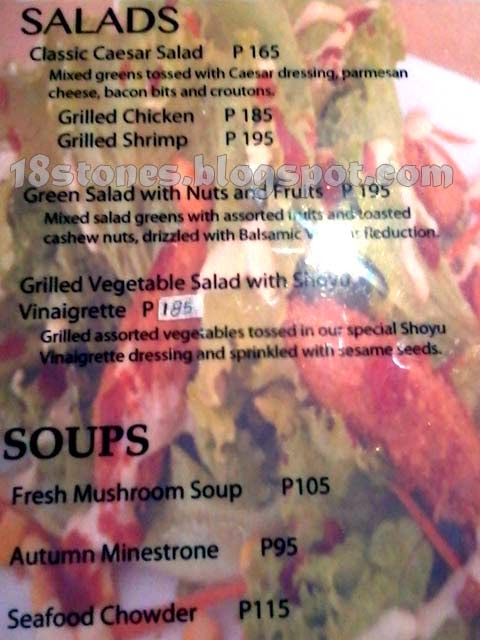 SALADS
Classic Caesar Salad P 165
Mixed greens tossed with Caesar dressing, parmesan
cheese, bacon bits and croutons.
Grilled Chicken P 185
Grilled Shrimp P 195
18stones.blogspot.com
Green Salad with Nuts and Fruits P 195
Mixed salad greens with assorted fruits and toasted
cashew nuts, drizzled with Balsamic Reduction.
Grilled Vegetable Salad with Shoyu
Vinaigrette P 185
Grilled assorted vegetables tossed in our special Shoyu
Vinaigrette dressing and sprinkled with sesame seeds.
SOUPS
Fresh Mushroom Soup P105
Autumn Minestrone P95
Seafood Chowder P115